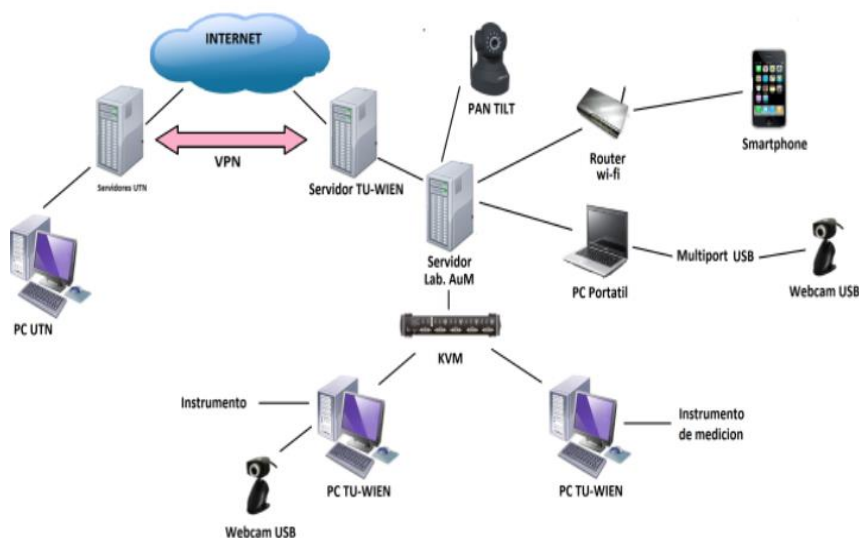 INTERNET
PAN TILT
Servidores UTN
VPN
Servidor TU-WIEN
Router
wi-fi
Smartphone
PC UTN
Servidor
Lab. AuM
PC Portatil
Multiport USB
Webcam USB
KVM
Instrumento
Instrumento
de medicion
PC TU-WIEN
PC TU-WIEN
Webcam USB